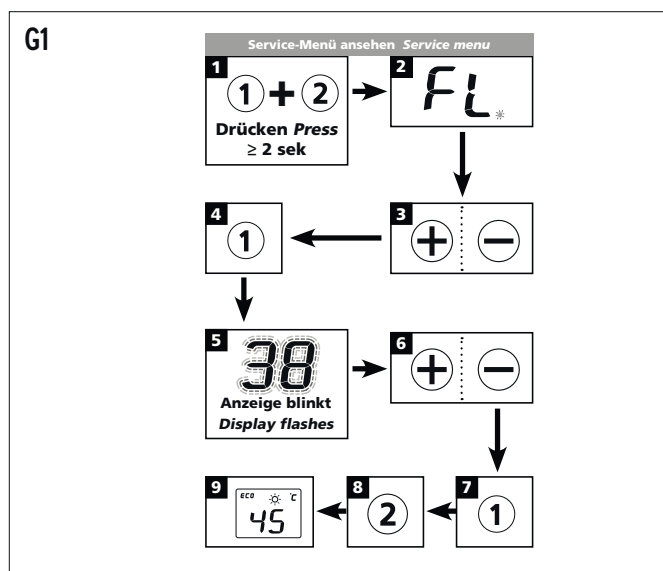 G1
Service-Menü ansehen Service menu
1
1 + 2
Drücken Press
≥ 2 sek
2
FL
3
+ −
4
1
5
38
Anzeige blinkt
Display flashes
6
+ −
7
1
8
2
9
ECO °C
45